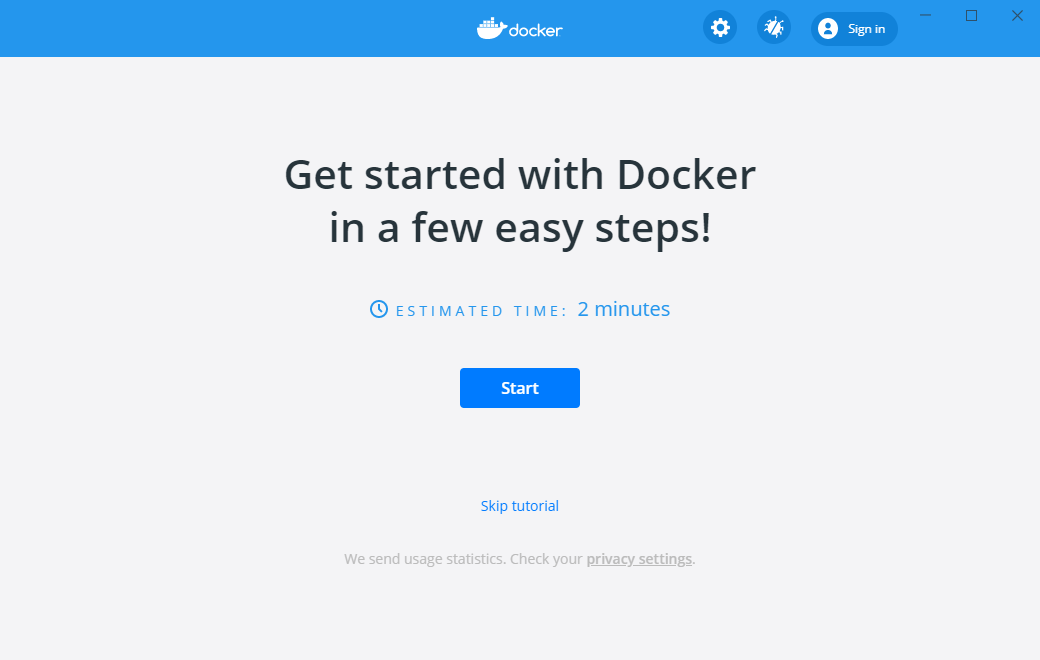 docker
Sign in
Get started with Docker
in a few easy steps!
ESTIMATED TIME: 2 minutes
Start
Skip tutorial
We send usage statistics. Check your privacy settings.